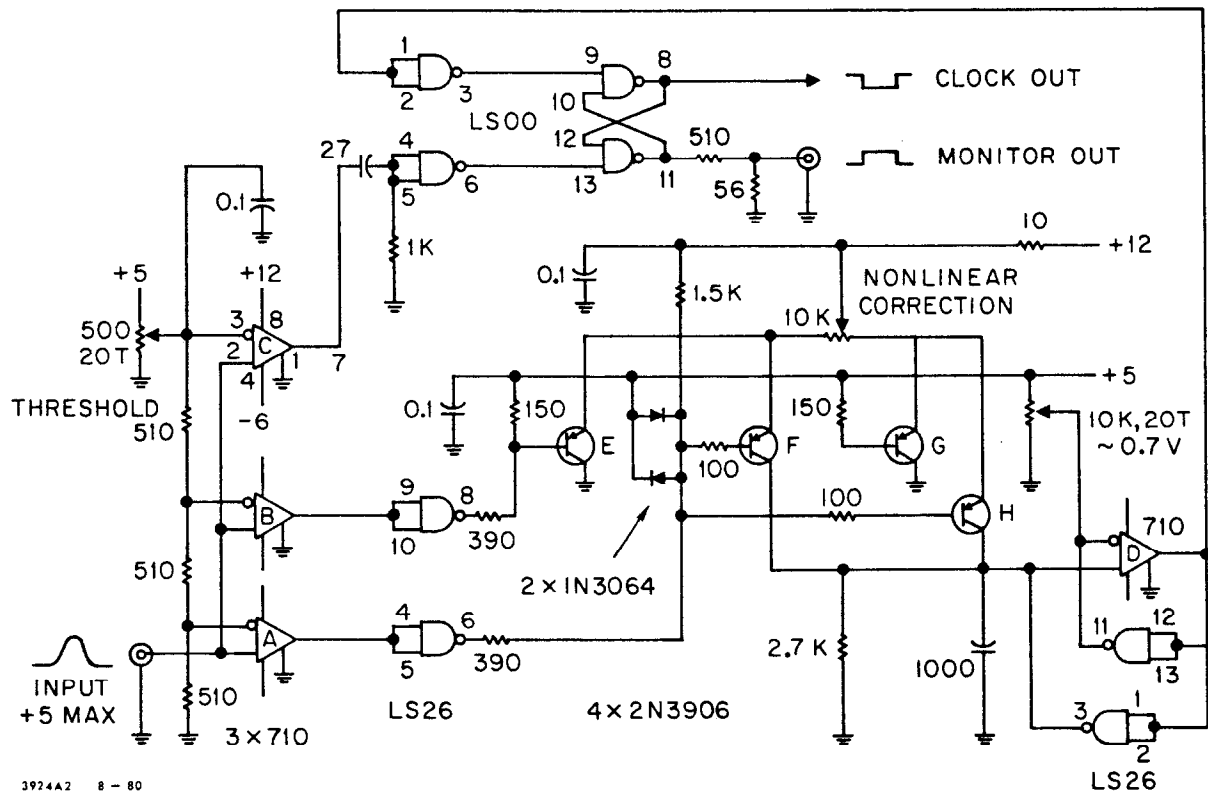 1
2
3
LS00
9
10
8
12
13
11
CLOCK OUT
MONITOR OUT
510
56
27
4
5
6
1K
0.1
+5
500
20T
THRESHOLD
+12
3
8
2
C
1
7
4
-6
510
510
510
B
A
INPUT
+5 MAX
3 × 710
9
10
8
390
4
5
6
390
LS26
0.1
10
+12
NONLINEAR
CORRECTION
1.5K
10K
+5
0.1
150
E
100
F
150
G
10K, 20T
~0.7V
100
H
2 × 1N3064
710
D
2.7K
1000
11
12
13
3
1
2
4 × 2N3906
LS26
3924A2 8 – 80